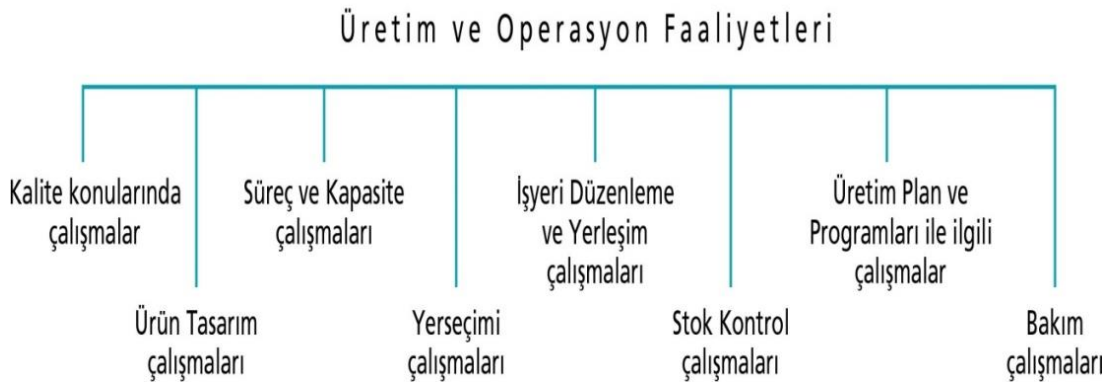 Üretim ve Operasyon Faaliyetleri
Kalite konularında
çalışmalar
Süreç ve Kapasite
çalışmaları
İşyeri Düzenleme
ve Yerleşim
çalışmaları
Üretim Plan ve
Programları ile ilgili
çalışmalar
Ürün Tasarım
çalışmaları
Yerseçimi
çalışmaları
Stok Kontrol
çalışmaları
Bakım
çalışmaları